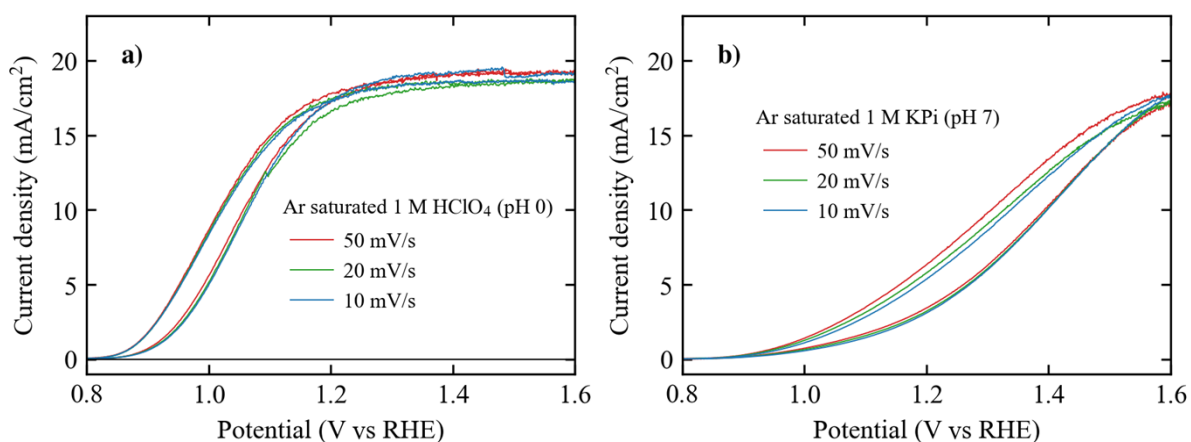 a)
20
15
10
5
0
Current density (mA/cm²)
Ar saturated 1 M HClO₄ (pH 0)
50 mV/s
20 mV/s
10 mV/s
0.8 1.0 1.2 1.4 1.6
Potential (V vs RHE)
b)
20
15
10
5
0
Current density (mA/cm²)
Ar saturated 1 M KPi (pH 7)
50 mV/s
20 mV/s
10 mV/s
0.8 1.0 1.2 1.4 1.6
Potential (V vs RHE)